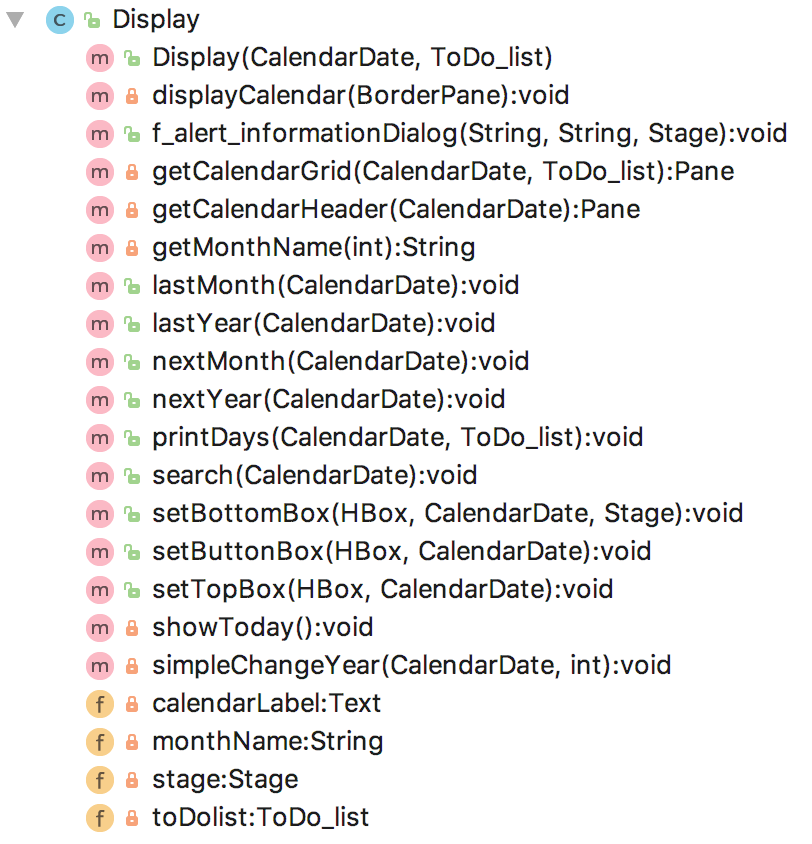 C Display
m Display(CalendarDate, ToDo_list)
m displayCalendar(BorderPane):void
m f_alert_informationDialog(String, String, Stage):void
m getCalendarGrid(CalendarDate, ToDo_list):Pane
m getCalendarHeader(CalendarDate):Pane
m getMonthName(int):String
m lastMonth(CalendarDate):void
m lastYear(CalendarDate):void
m nextMonth(CalendarDate):void
m nextYear(CalendarDate):void
m printDays(CalendarDate, ToDo_list):void
m search(CalendarDate):void
m setBottomBox(HBox, CalendarDate, Stage):void
m setButtonBox(HBox, CalendarDate):void
m setTopBox(HBox, CalendarDate):void
m showToday():void
m simpleChangeYear(CalendarDate, int):void
f calendarLabel:Text
f monthName:String
f stage:Stage
f toDolist:ToDo_list